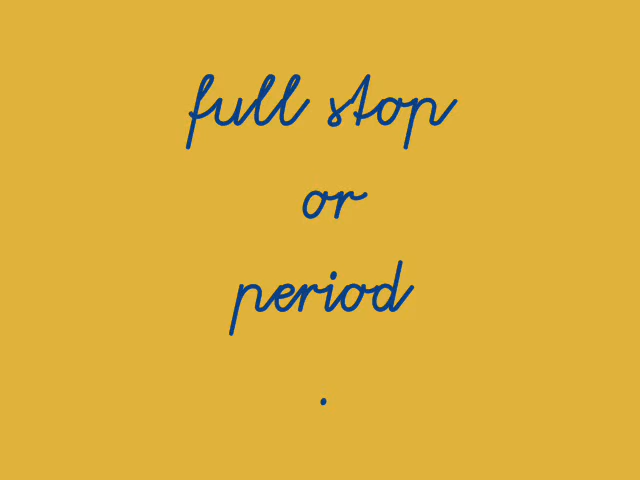 full stop
or
period
.